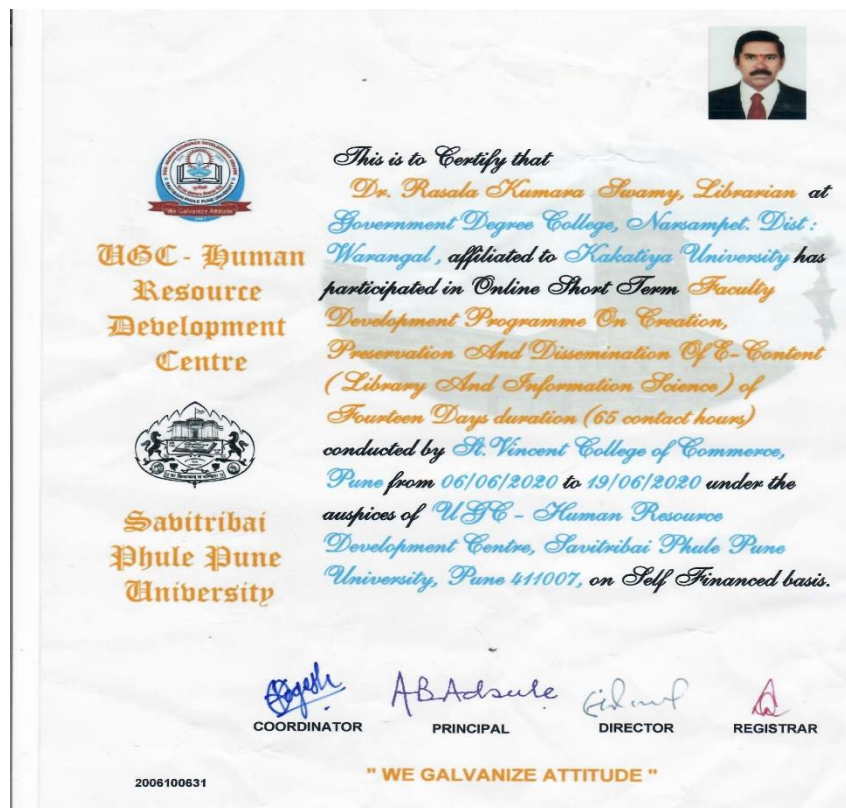 This is to Certify that
Dr. Rasala Kumara Swamy, Librarian at
Government Degree College, Narsampet. Dist :
Warangal , affiliated to Kakatiya University has
participated in Online Short Term Faculty
Development Programme On Creation,
Preservation And Dissemination Of E-Content
( Library And Information Science) of
Fourteen Days duration (65 contact hours)
conducted by St. Vincent College of Commerce,
Pune from 06/06/2020 to 19/06/2020 under the
auspices of UGC - Human Resource
Development Centre, Savitribai Phule Pune
University, Pune 411007, on Self Financed basis.
"We Galvanize Attitude"
UGC - Human
Resource
Development
Centre
Savitribai
Phule Pune
University
ABAdsule
COORDINATOR
PRINCIPAL
DIRECTOR
REGISTRAR
2006100631
" WE GALVANIZE ATTITUDE "